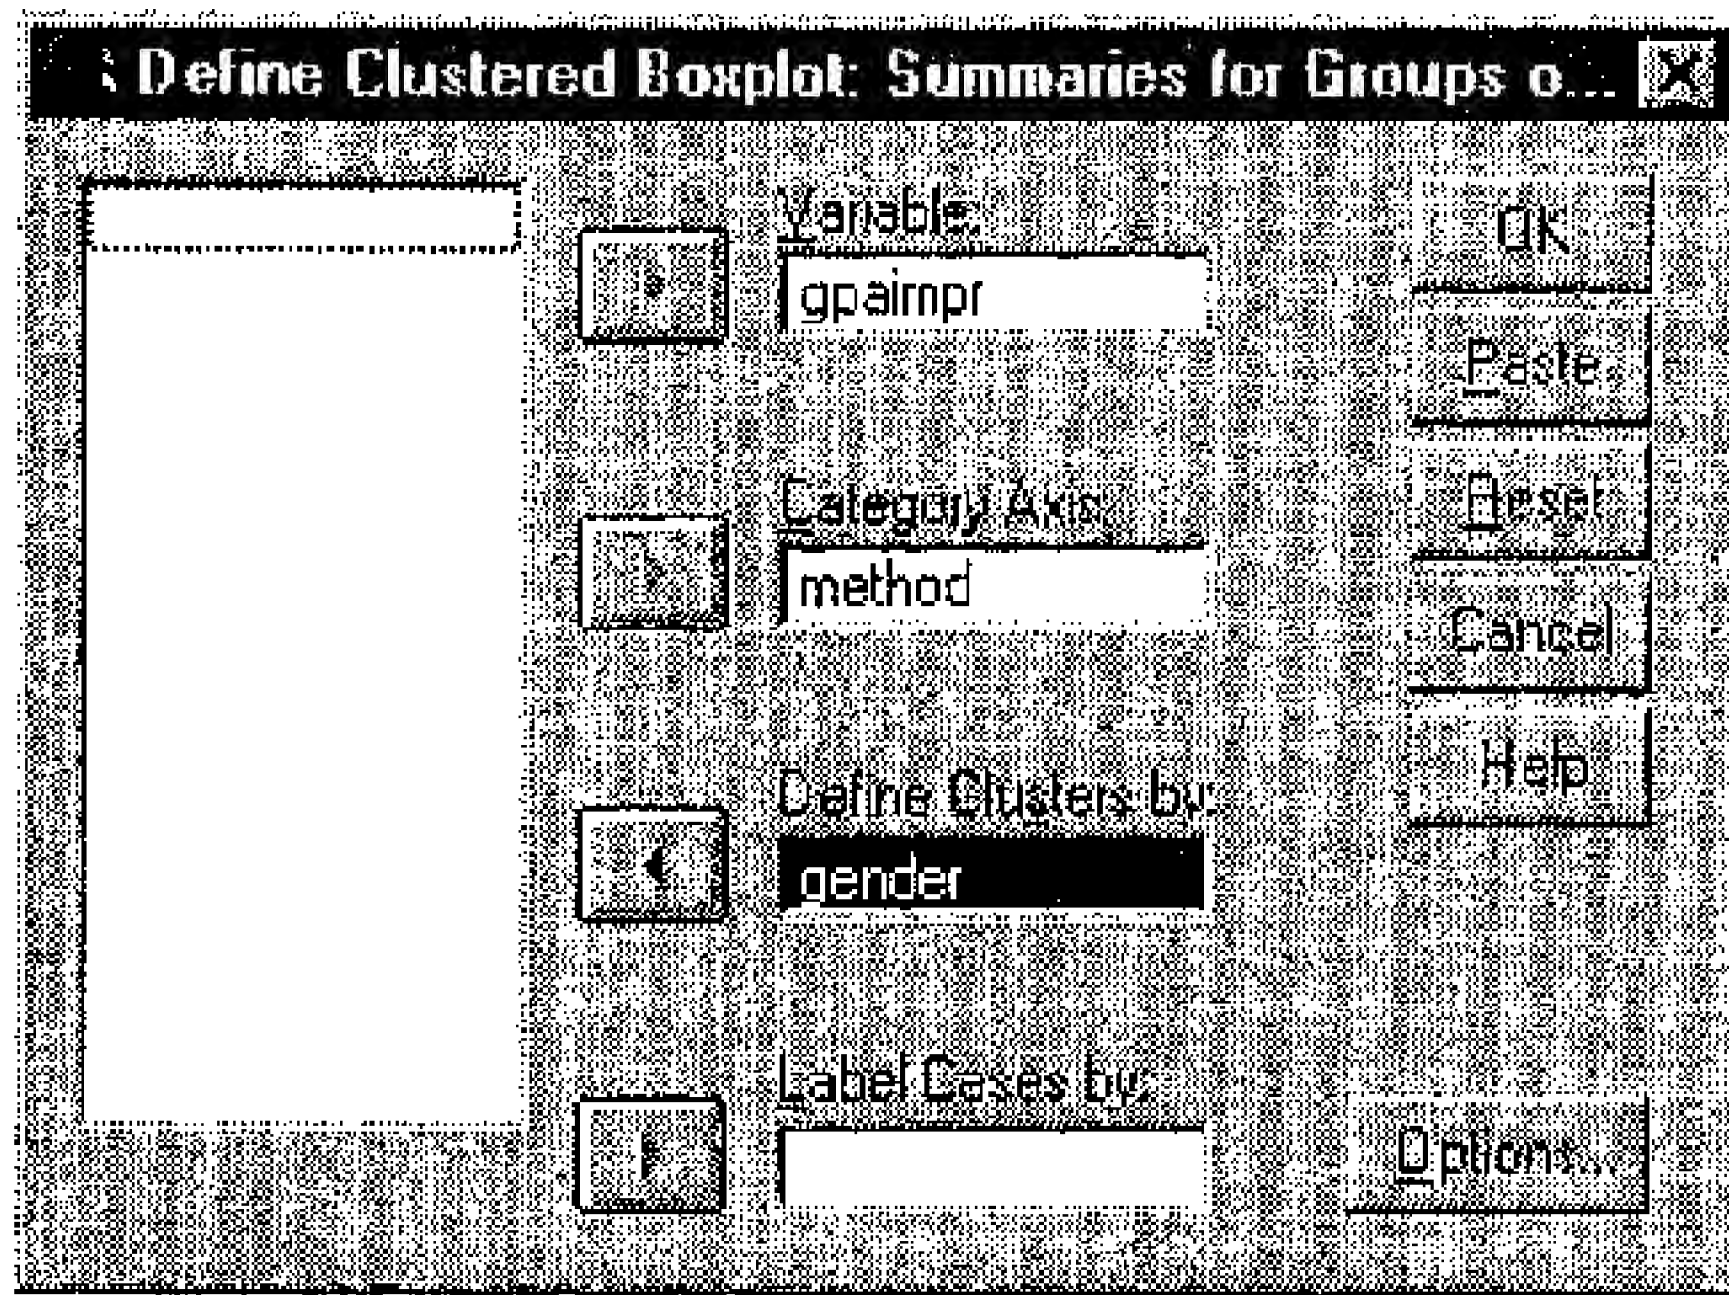 Define Clustered Boxplot: Summaries for Groups o...
Variable:
gpaimpr
Category Axis:
method
Define Clusters by:
gender
Label Cases by:
OK
Paste
Reset
Cancel
Help
Options...